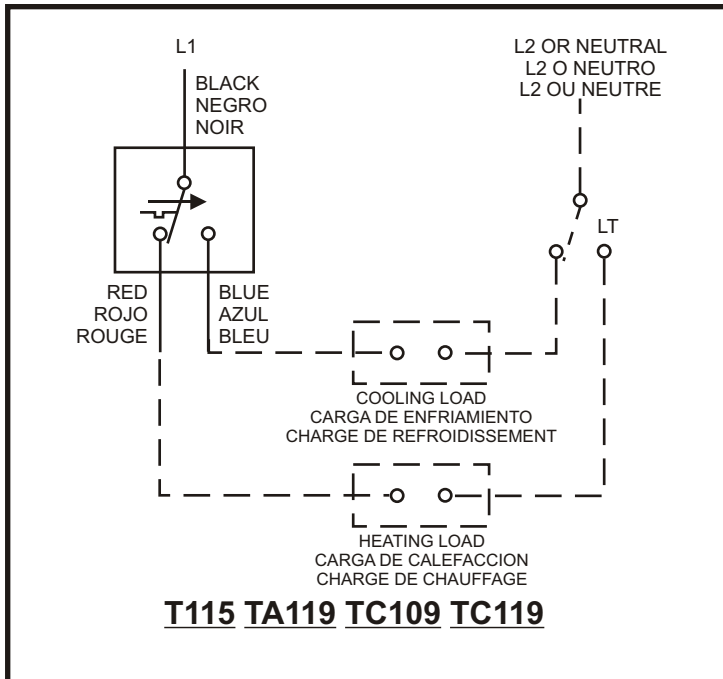 L1
BLACK
NEGRO
NOIR
L2 OR NEUTRAL
L2 O NEUTRO
L2 OU NEUTRE
LT
RED
ROJO
ROUGE
BLUE
AZUL
BLEU
COOLING LOAD
CARGA DE ENFRIAMIENTO
CHARGE DE REFROIDISSEMENT
HEATING LOAD
CARGA DE CALEFACCION
CHARGE DE CHAUFFAGE
T115 TA119 TC109 TC119